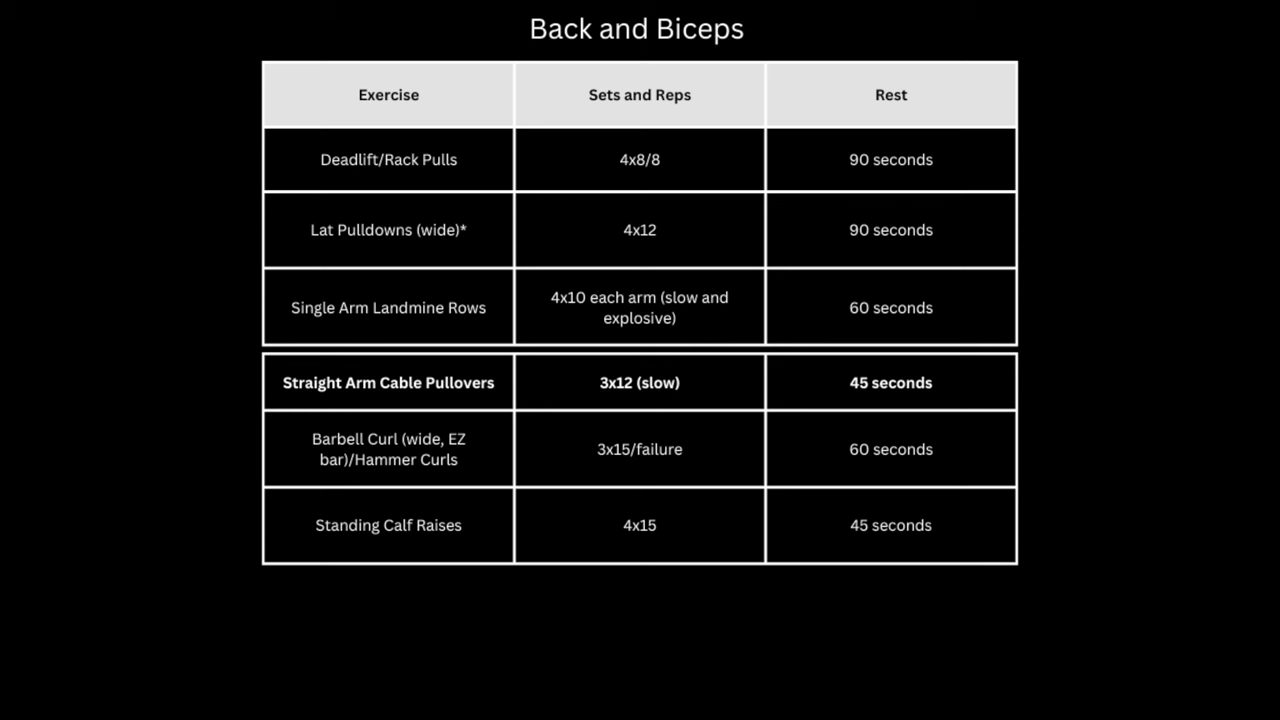 Back and Biceps
Exercise
Sets and Reps
Rest
Deadlift/Rack Pulls
4x8/8
90 seconds
Lat Pulldowns (wide)*
4x12
90 seconds
Single Arm Landmine Rows
4x10 each arm (slow and
explosive)
60 seconds
Straight Arm Cable Pullovers
3x12 (slow)
45 seconds
Barbell Curl (wide, EZ
bar)/Hammer Curls
3x15/failure
60 seconds
Standing Calf Raises
4x15
45 seconds